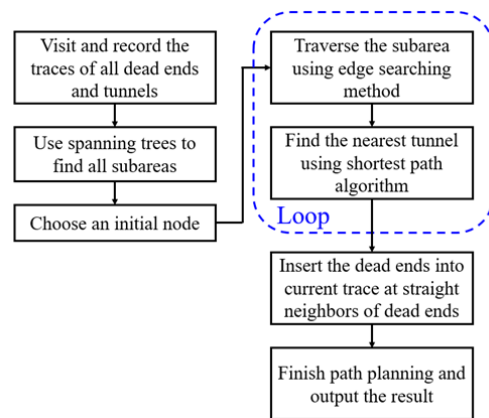 Visit and record the
traces of all dead ends
and tunnels
Use spanning trees to
find all subareas
Choose an initial node
Traverse the subarea
using edge searching
method
Find the nearest tunnel
using shortest path
algorithm
Loop
Insert the dead ends into
current trace at straight
neighbors of dead ends
Finish path planning and
output the result